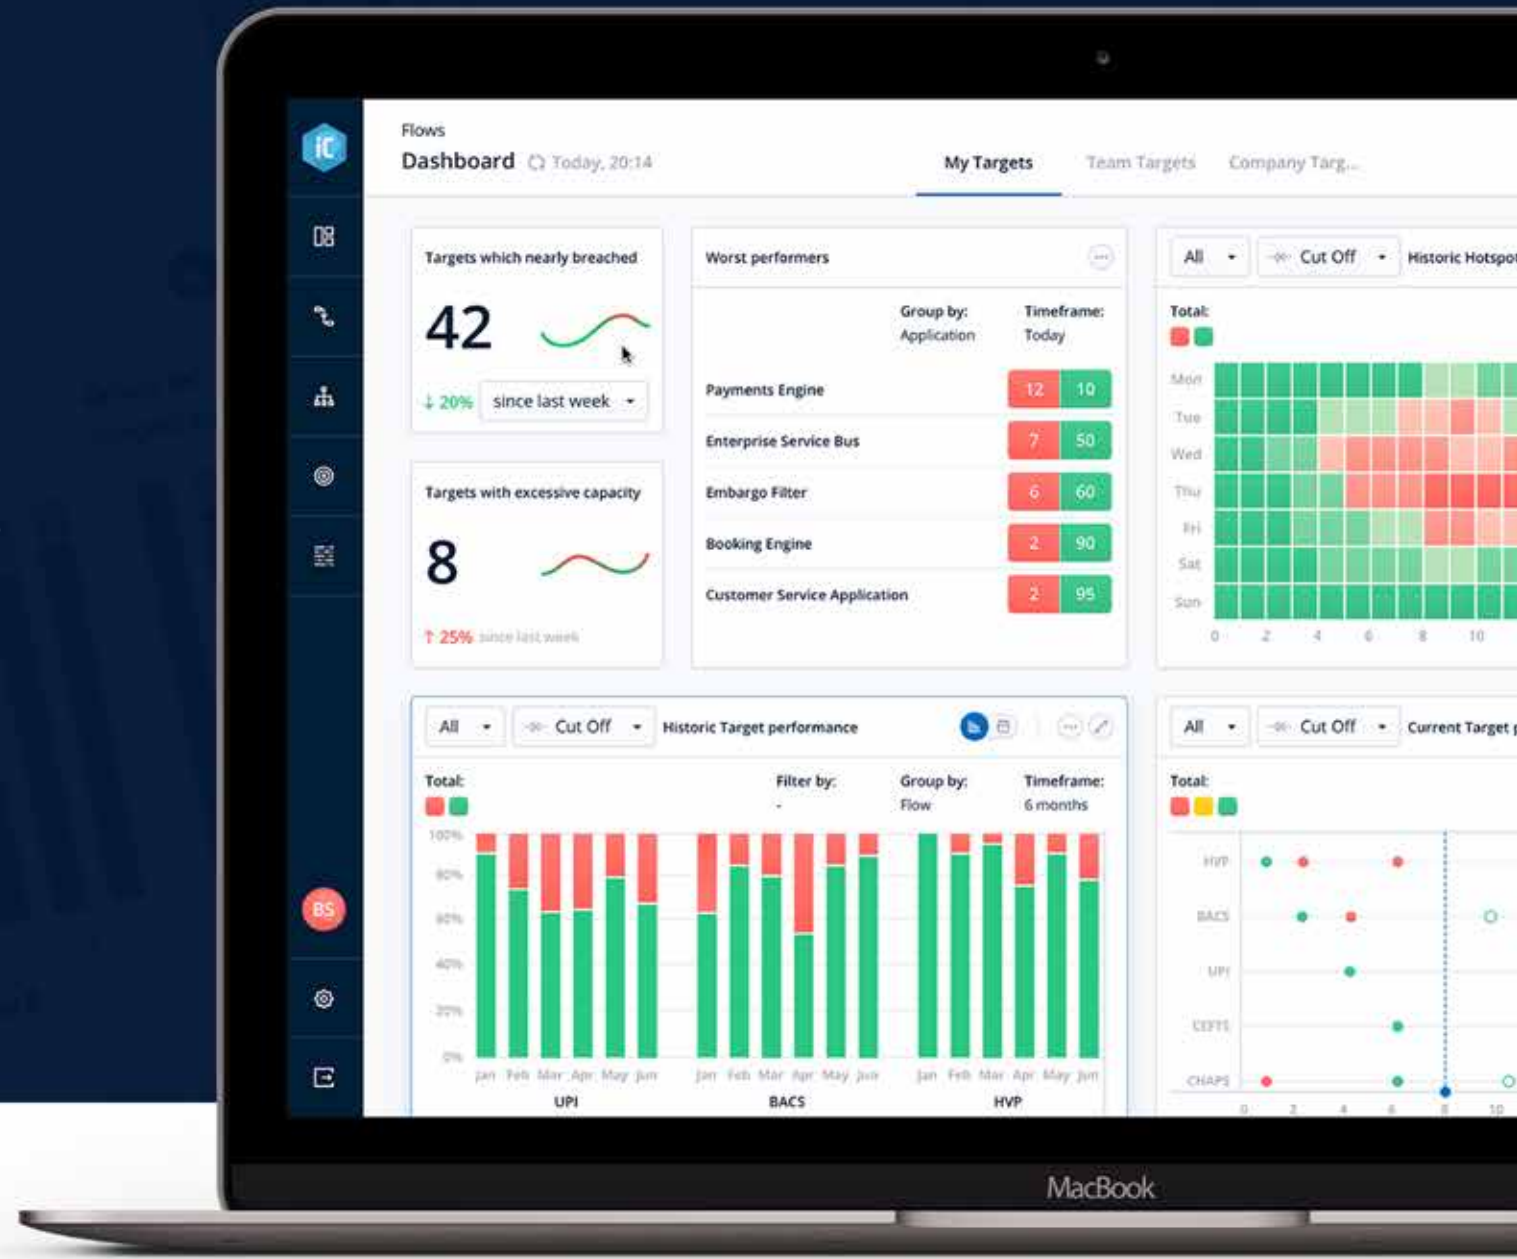 iC
Flows
Dashboard Today, 20:14
My Targets Team Targets Company Targ...
Targets which nearly breached
42
↓ 20% since last week
Targets with excessive capacity
8
↑ 25% since last week
Worst performers
Group by: Timeframe:
Application Today
Payments Engine 12 10
Enterprise Service Bus 7 50
Embargo Filter 6 60
Booking Engine 2 90
Customer Service Application 2 95
All Cut Off Historic Hotspot
Total:
Mon
Tue
Wed
Thu
Fri
Sat
Sun
0 2 4 6 8 10
All Cut Off Historic Target performance
Total: Filter by: Group by: Timeframe:
- Flow 6 months
100%
80%
60%
40%
20%
0%
Jan Feb Mar Apr May Jun Jan Feb Mar Apr May Jun Jan Feb Mar Apr May Jun
UPI BACS HVP
All Cut Off Current Target p
Total:
HVP
BACS
UPI
CEFTS
CHAPS
0 2 4 6 8 10
BS
MacBook